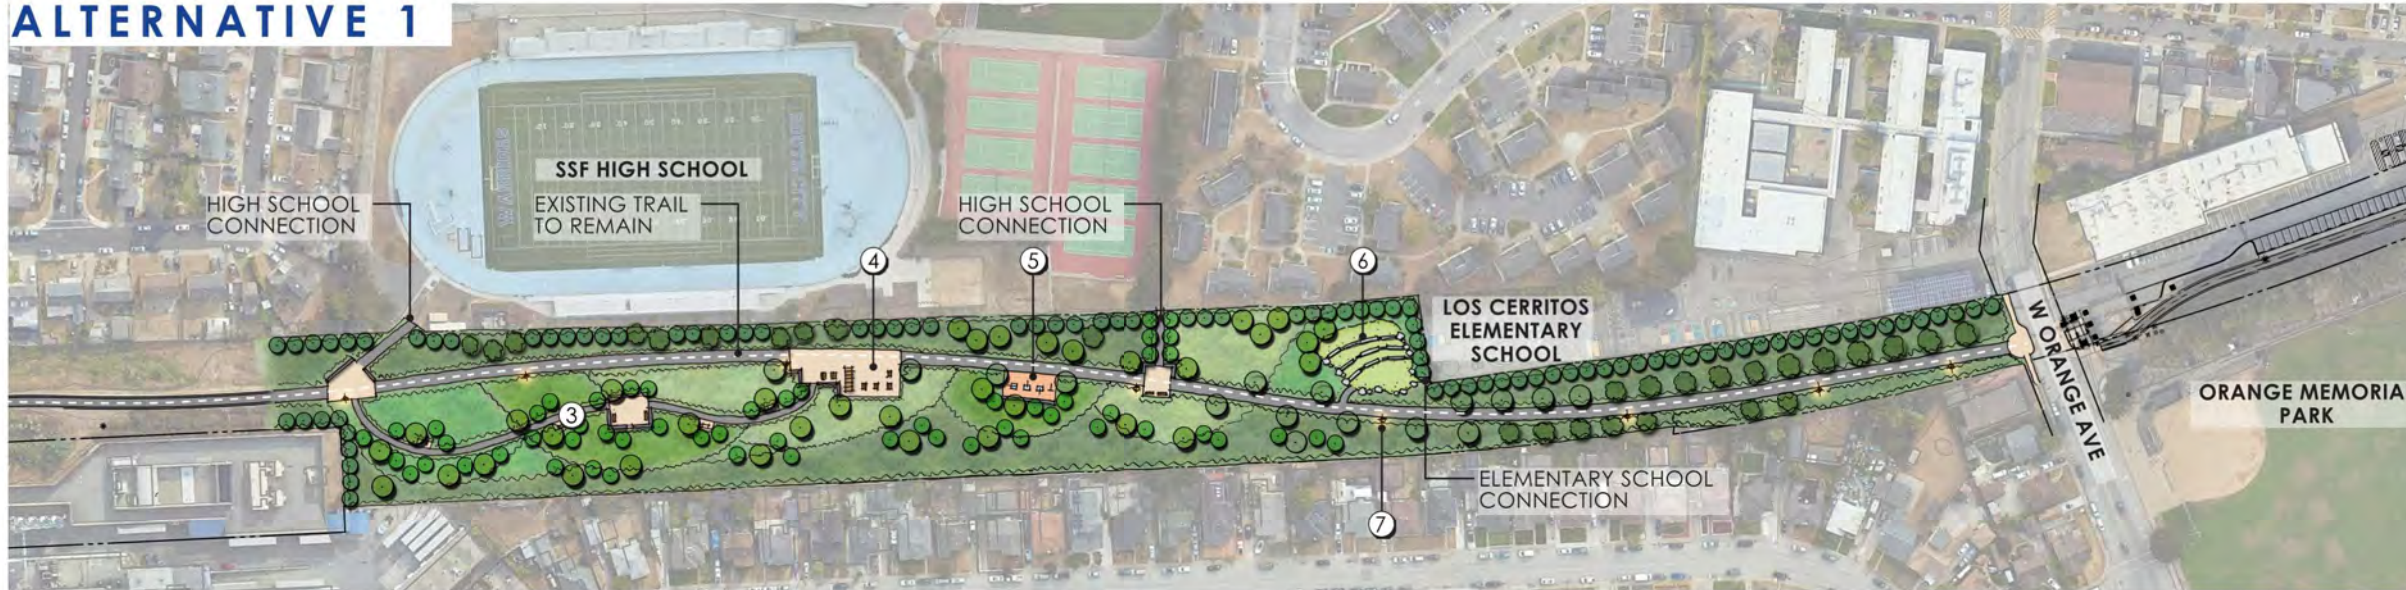 ALTERNATIVE 1
SSF HIGH SCHOOL
HIGH SCHOOL
CONNECTION
EXISTING TRAIL
TO REMAIN
HIGH SCHOOL
CONNECTION
4
5
6
LOS CERRITOS
ELEMENTARY
SCHOOL
W ORANGE AVE
ORANGE MEMORIA
PARK
3
ELEMENTARY SCHOOL
CONNECTION
7
WARRIORS